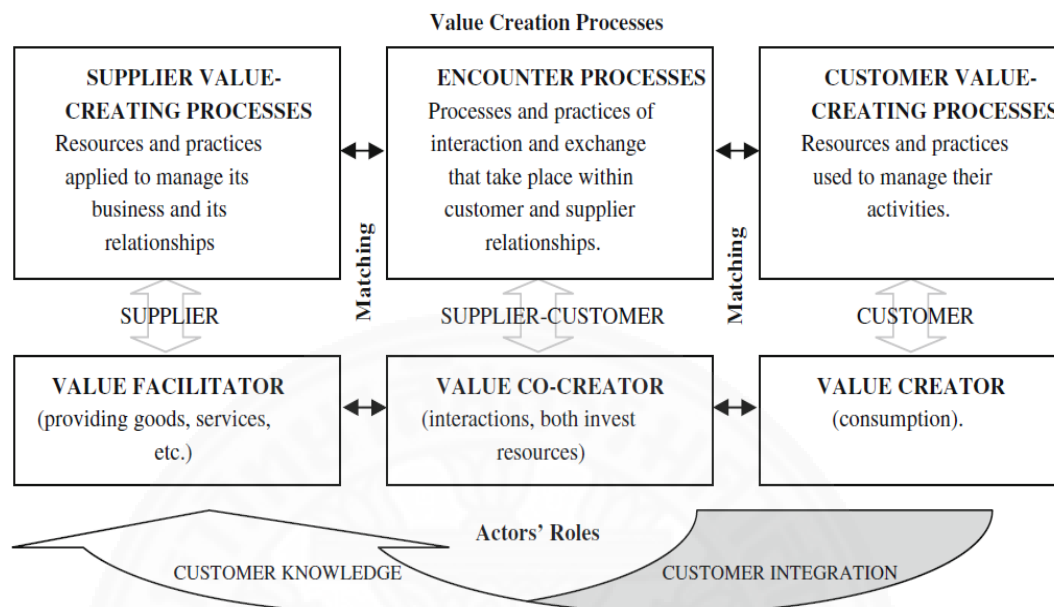 Value Creation Processes
SUPPLIER VALUE-
CREATING PROCESSES
Resources and practices
applied to manage its
business and its
relationships
ENCOUNTER PROCESSES
Processes and practices of
interaction and exchange
that take place within
customer and supplier
relationships.
CUSTOMER VALUE-
CREATING PROCESSES
Resources and practices
used to manage their
activities.
Matching
Matching
SUPPLIER
SUPPLIER-CUSTOMER
CUSTOMER
VALUE FACILITATOR
(providing goods, services,
etc.)
VALUE CO-CREATOR
(interactions, both invest
resources)
VALUE CREATOR
(consumption).
Actors’ Roles
CUSTOMER KNOWLEDGE
CUSTOMER INTEGRATION